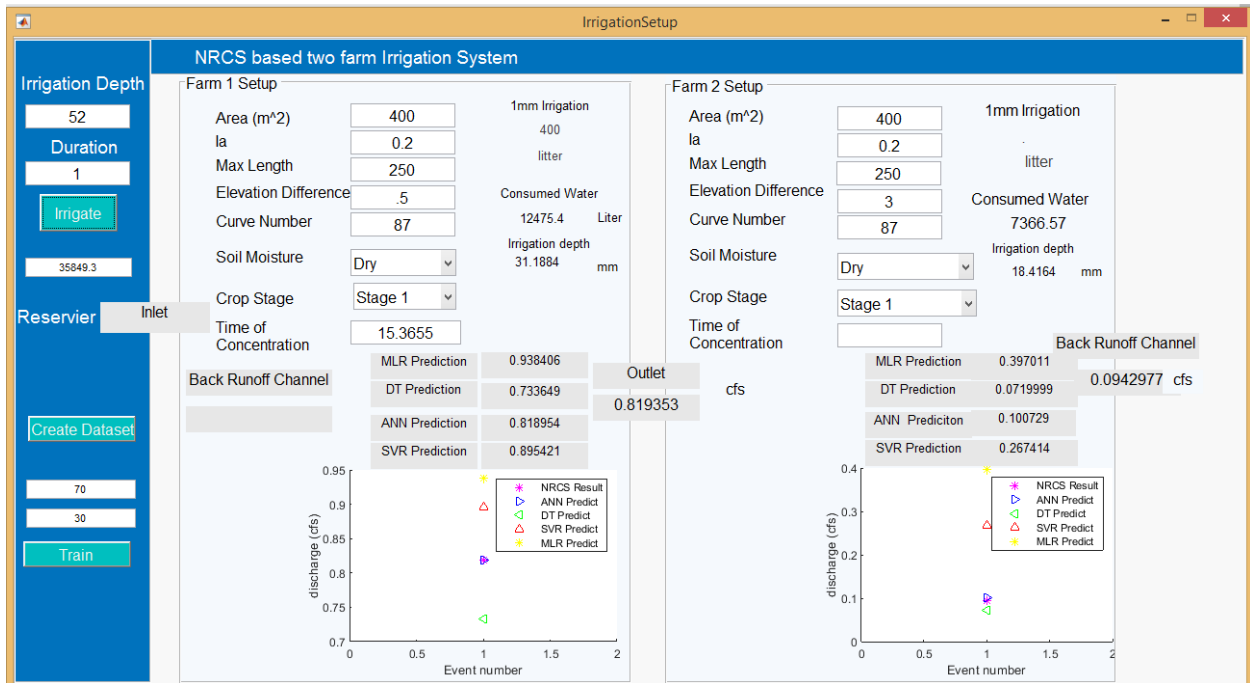 IrrigationSetup
NRCS based two farm Irrigation System
Irrigation Depth
52
Duration
1
Irrigate
35849.3
Reservier
Inlet
Create Dataset
70
30
Train
Farm 1 Setup
Area (m^2) 400
Ia 0.2
Max Length 250
Elevation Difference .5
Curve Number 87
Soil Moisture Dry
Crop Stage Stage 1
Time of
Concentration 15.3655
1mm Irrigation
400
litter
Consumed Water
12475.4 Liter
Irrigation depth
31.1884 mm
Back Runoff Channel
MLR Prediction 0.938406
DT Prediction 0.733649
ANN Prediction 0.818954
SVR Prediction 0.895421
Outlet
0.819353
cfs
0.95
0.9
0.85
0.8
0.75
0.7
discharge (cfs)
0 0.5 1 1.5 2
Event number
NRCS Result
ANN Predict
DT Predict
SVR Predict
MLR Predict
Farm 2 Setup
Area (m^2) 400
Ia 0.2
Max Length 250
Elevation Difference 3
Curve Number 87
Soil Moisture Dry
Crop Stage Stage 1
Time of
Concentration
1mm Irrigation
litter
Consumed Water
7366.57
Irrigation depth
18.4164 mm
Back Runoff Channel
0.0942977 cfs
MLR Prediction 0.397011
DT Prediction 0.0719999
ANN Prediciton 0.100729
SVR Prediction 0.267414
0.4
0.3
0.2
0.1
0
discharge (cfs)
0 0.5 1 1.5 2
Event number
NRCS Result
ANN Predict
DT Predict
SVR Predict
MLR Predict